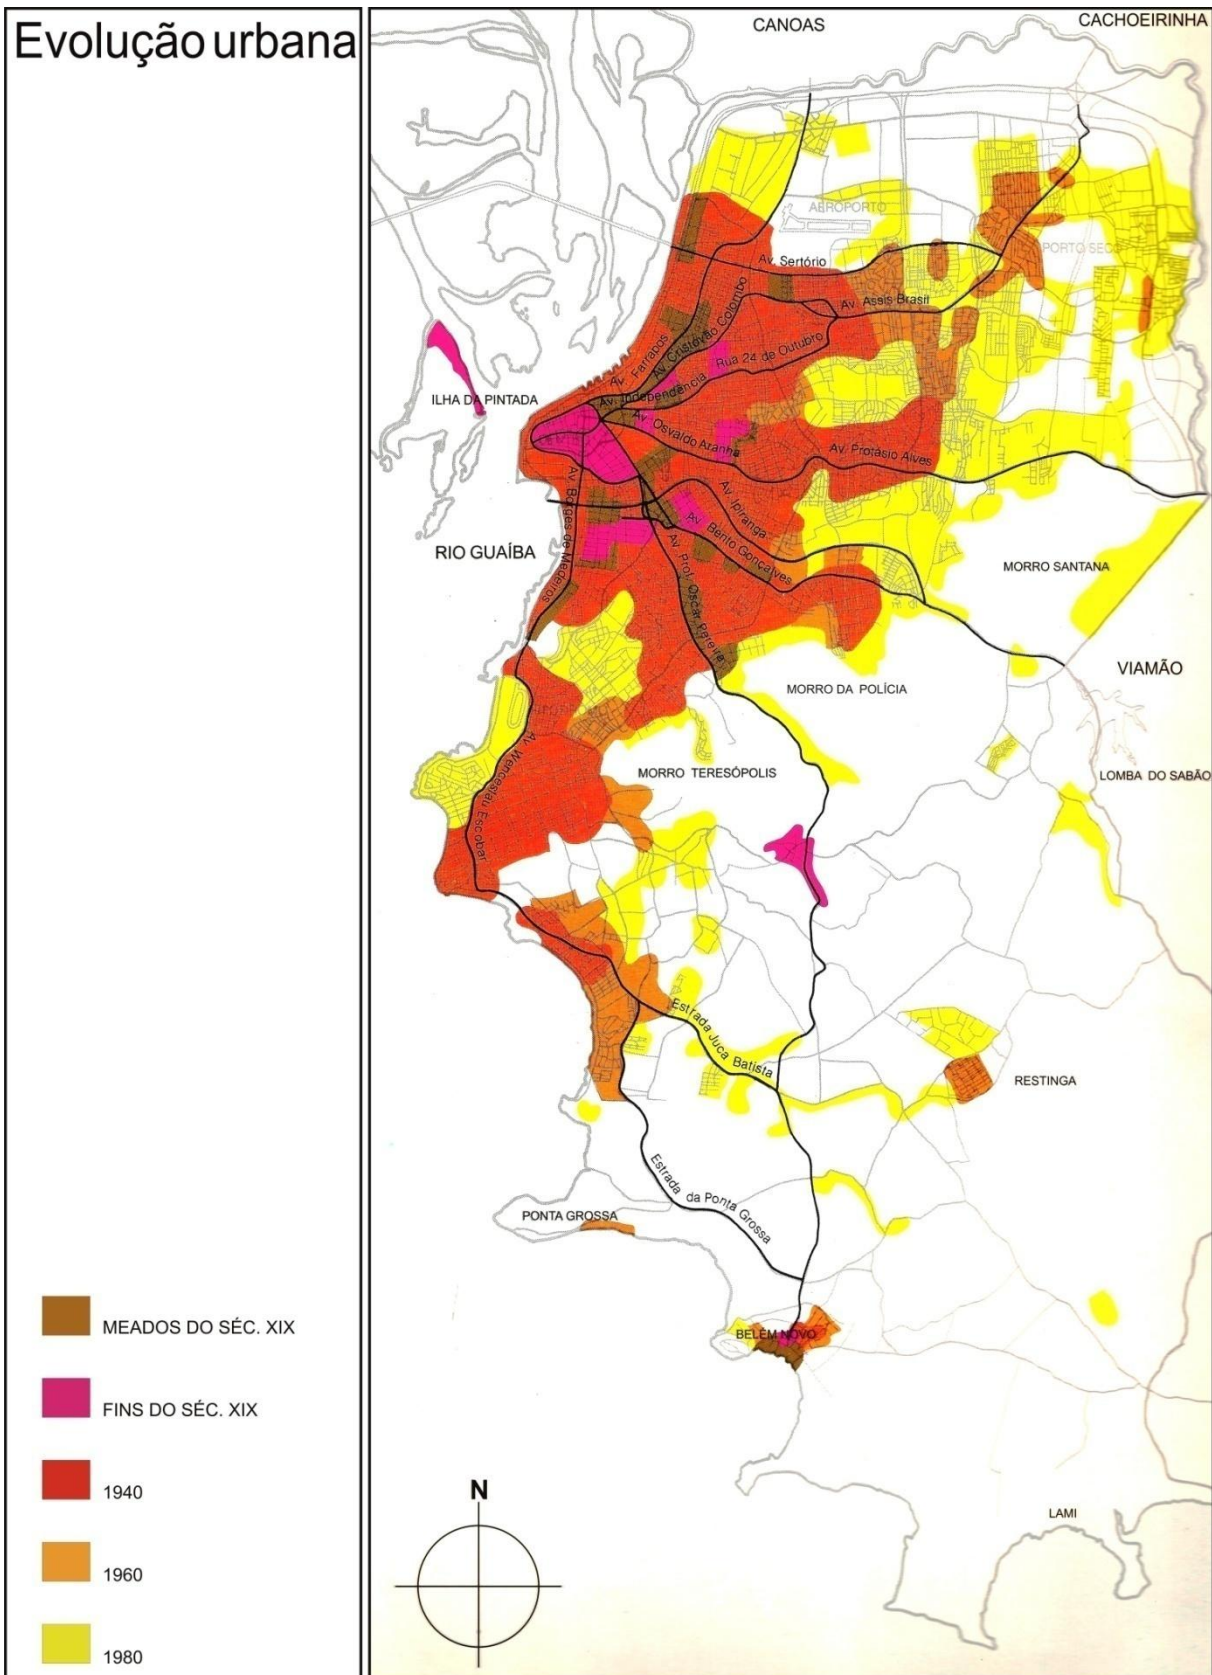 Evolução urbana
MEADOS DO SÉC. XIX
FINS DO SÉC. XIX
1940
1960
1980
CANOAS
CACHOEIRINHA
AEROPORTO
PORTO SECO
Av. Sertório
Av. Assis Brasil
Av. Farrapos
Av. Cristóvão Colombo
Rua 24 de Outubro
Av. Independência
ILHA DA PINTADA
Av. Osvaldo Aranha
Av. Protásio Alves
RIO GUAÍBA
Av. Borges de Medeiros
Av. Ipiranga
Av. Bento Gonçalves
Av. Prof. Oscar Pereira
MORRO SANTANA
VIAMÃO
MORRO DA POLÍCIA
MORRO TERESÓPOLIS
LOMBA DO SABÃO
Av. Wenceslau Escobar
Estrada Juca Batista
RESTINGA
Estrada da Ponta Grossa
PONTA GROSSA
BELÉM NOVO
N
LAMI